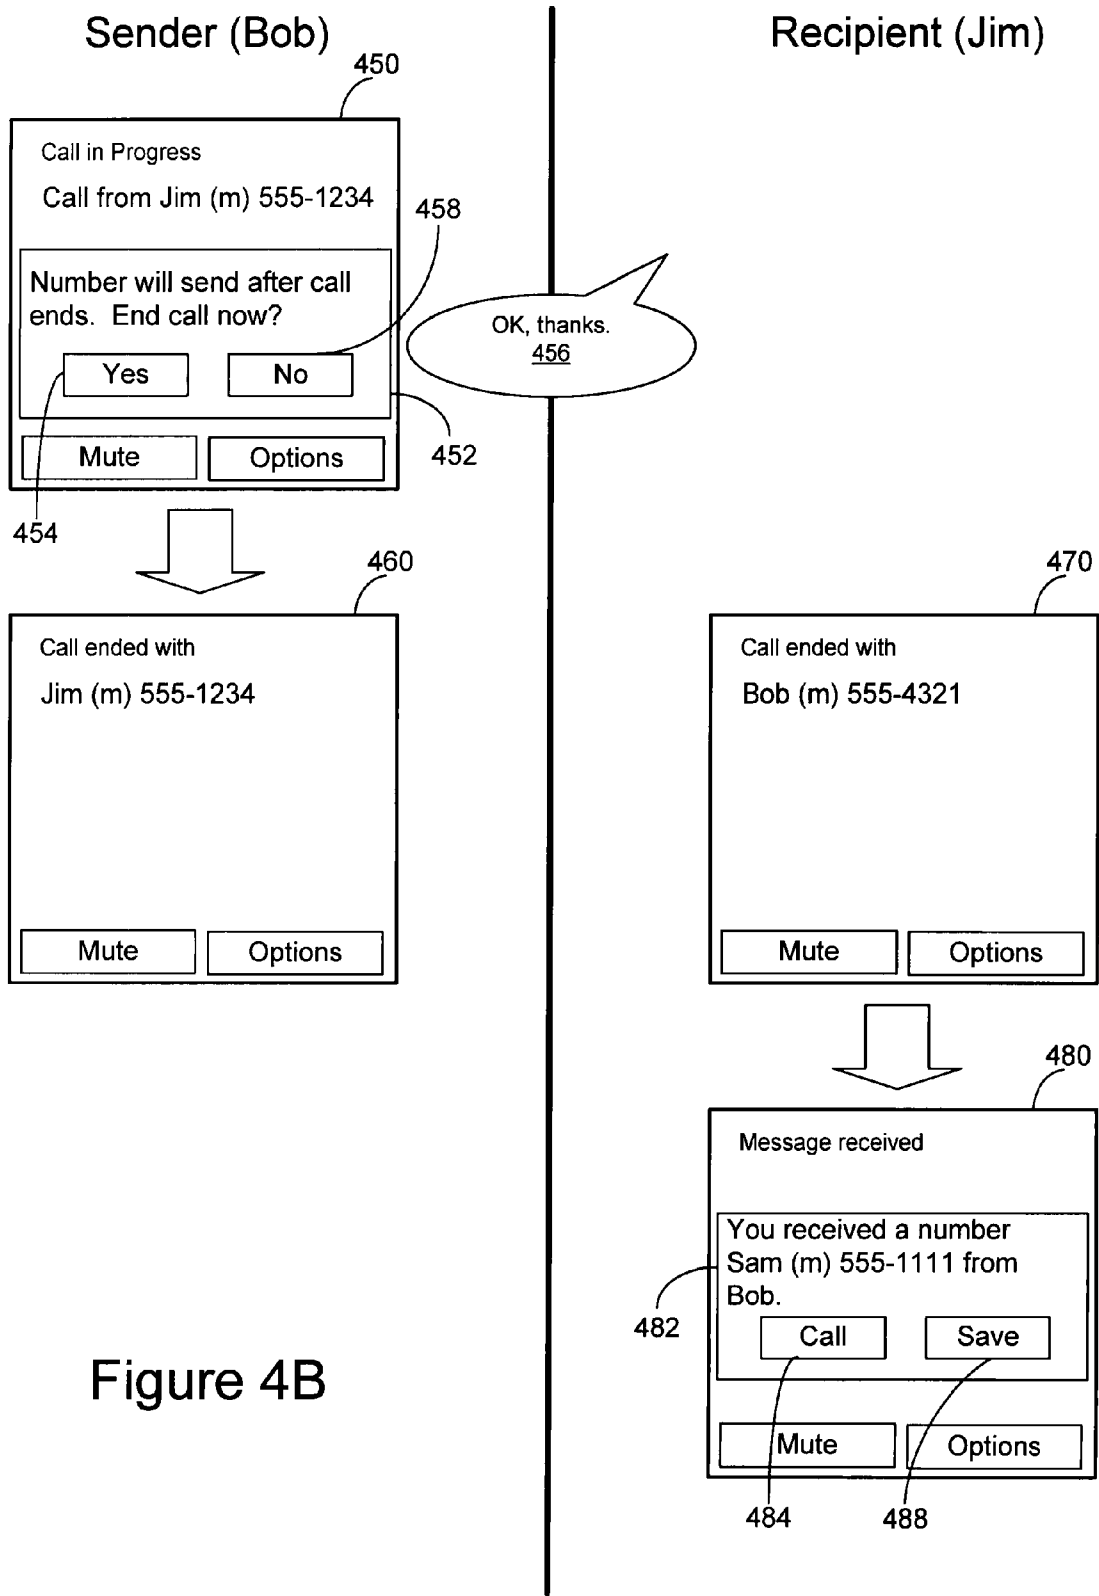 Sender (Bob)
Recipient (Jim)
450
Call in Progress
Call from Jim (m) 555-1234
458
Number will send after call
ends. End call now?
Yes
No
OK, thanks.
456
452
Mute
Options
454
460
Call ended with
Jim (m) 555-1234
Mute
Options
470
Call ended with
Bob (m) 555-4321
Mute
Options
480
Message received
You received a number
Sam (m) 555-1111 from
Bob.
482
Call
Save
Mute
Options
484
488
Figure 4B